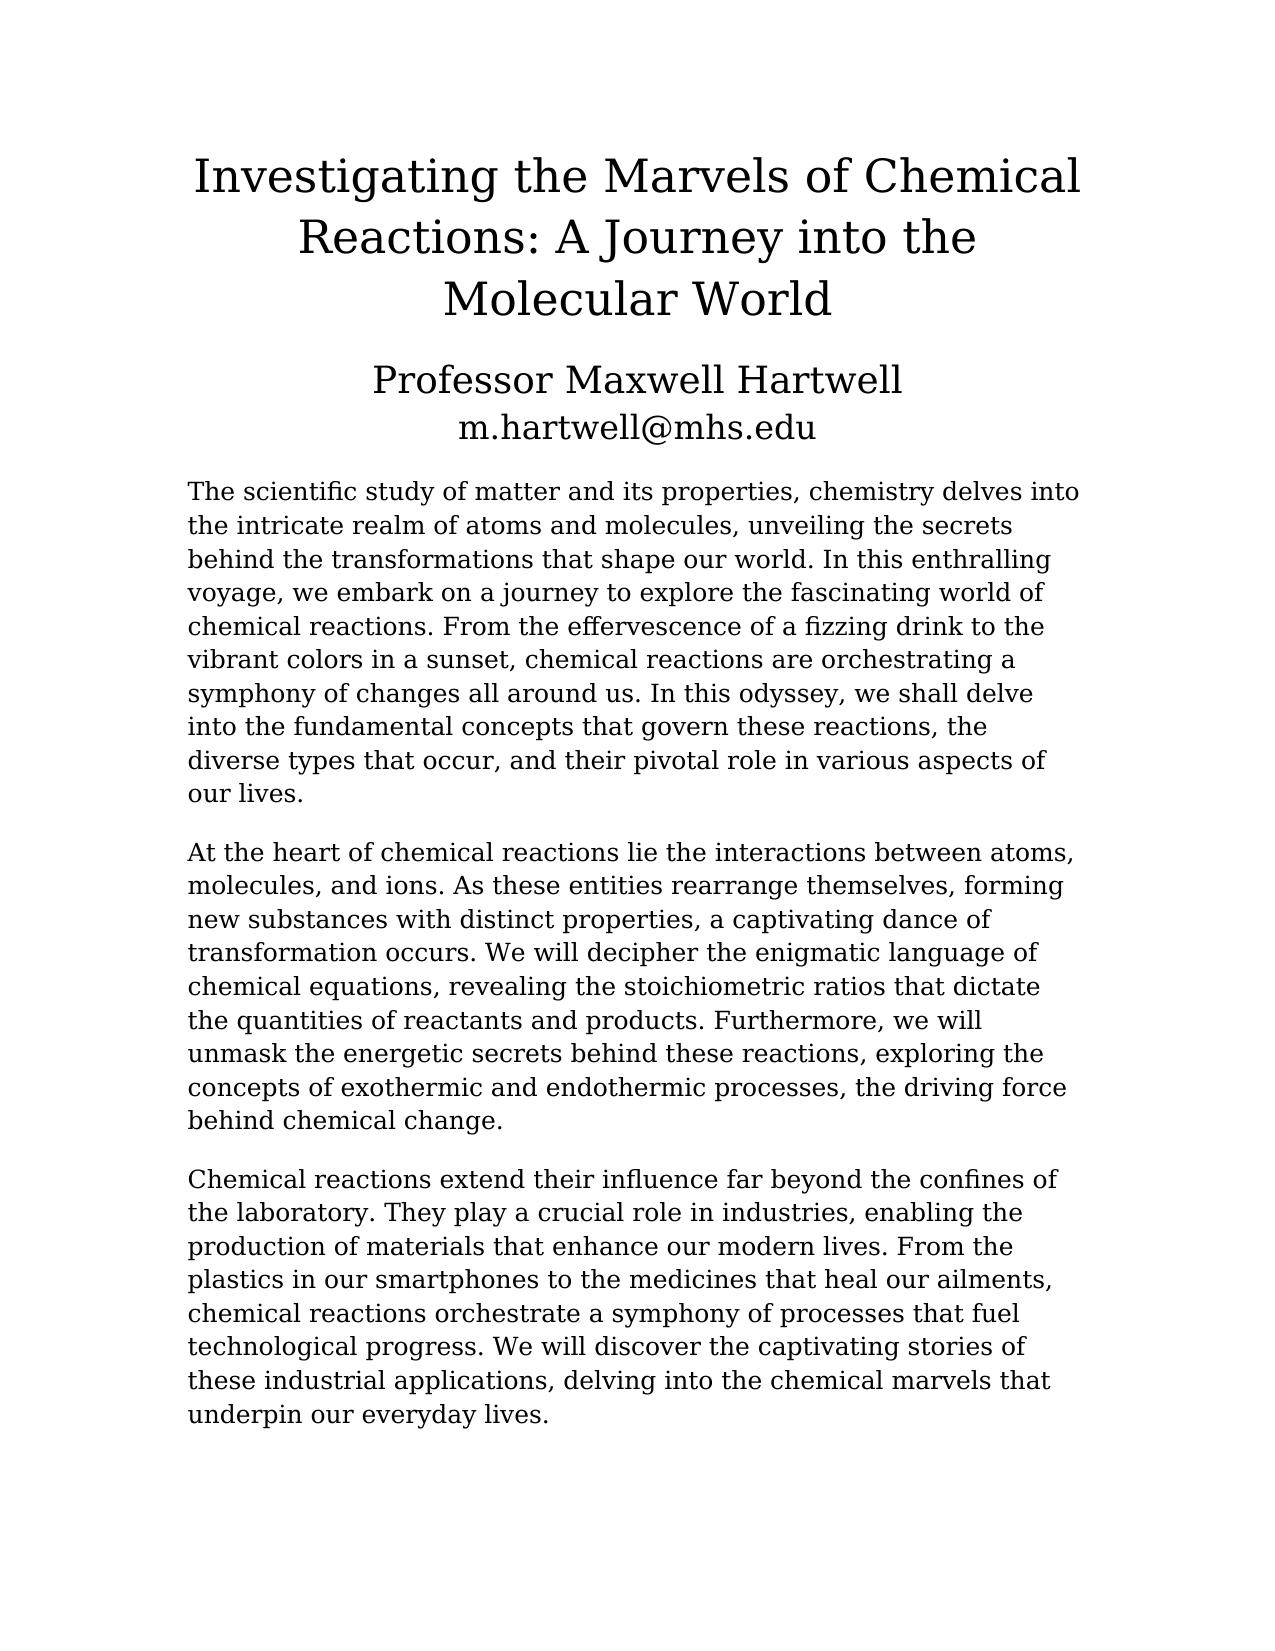 Investigating the Marvels of Chemical
Reactions: A Journey into the
Molecular World
Professor Maxwell Hartwell
m.hartwell@mhs.edu
The scientific study of matter and its properties, chemistry delves into
the intricate realm of atoms and molecules, unveiling the secrets
behind the transformations that shape our world. In this enthralling
voyage, we embark on a journey to explore the fascinating world of
chemical reactions. From the effervescence of a fizzing drink to the
vibrant colors in a sunset, chemical reactions are orchestrating a
symphony of changes all around us. In this odyssey, we shall delve
into the fundamental concepts that govern these reactions, the
diverse types that occur, and their pivotal role in various aspects of
our lives.
At the heart of chemical reactions lie the interactions between atoms,
molecules, and ions. As these entities rearrange themselves, forming
new substances with distinct properties, a captivating dance of
transformation occurs. We will decipher the enigmatic language of
chemical equations, revealing the stoichiometric ratios that dictate
the quantities of reactants and products. Furthermore, we will
unmask the energetic secrets behind these reactions, exploring the
concepts of exothermic and endothermic processes, the driving force
behind chemical change.
Chemical reactions extend their influence far beyond the confines of
the laboratory. They play a crucial role in industries, enabling the
production of materials that enhance our modern lives. From the
plastics in our smartphones to the medicines that heal our ailments,
chemical reactions orchestrate a symphony of processes that fuel
technological progress. We will discover the captivating stories of
these industrial applications, delving into the chemical marvels that
underpin our everyday lives.